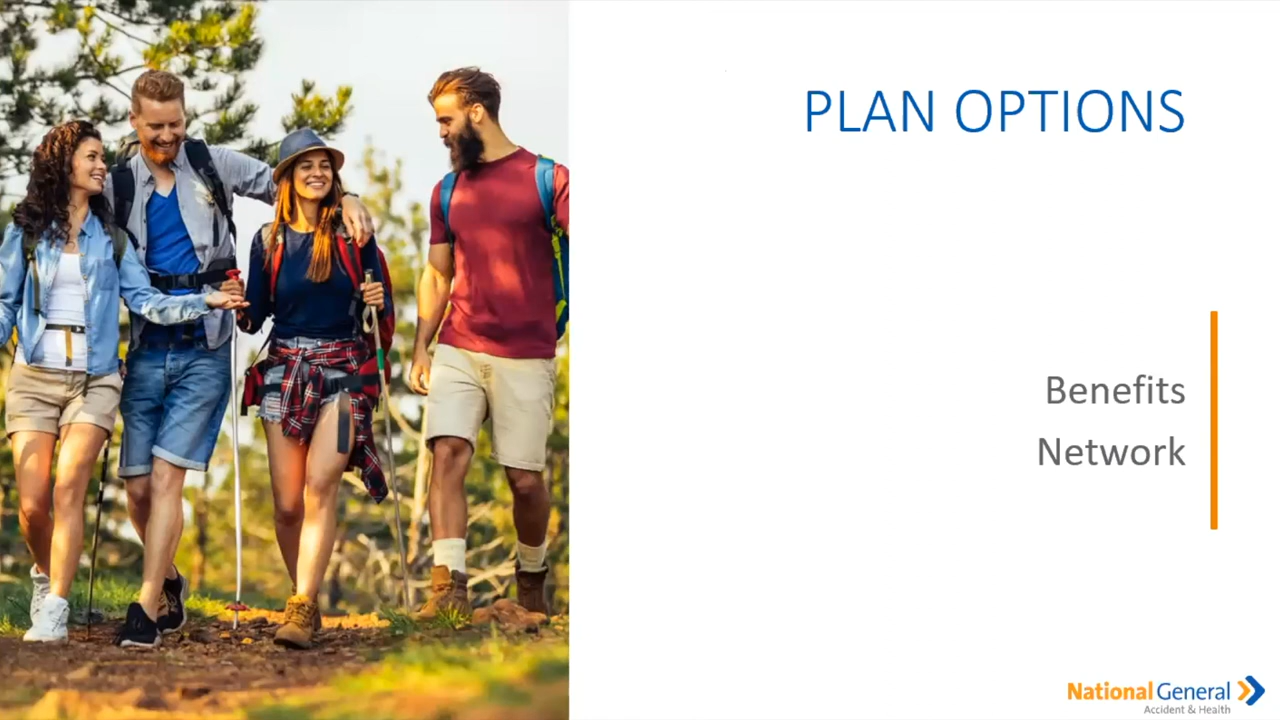 PLAN OPTIONS
Benefits
Network
National General
Accident & Health